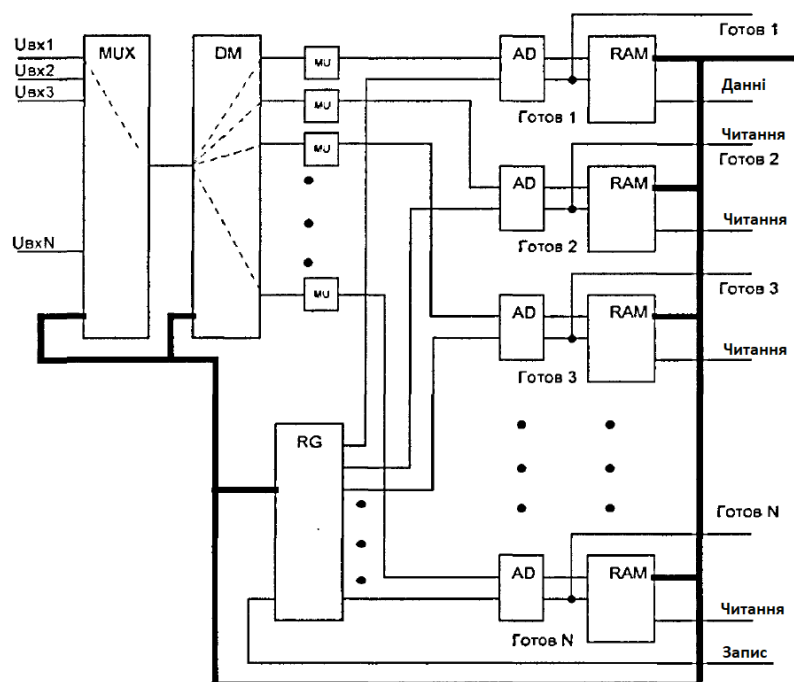 Uвх1
Uвх2
Uвх3
UвхN
MUX
DM
MU
MU
MU
MU
RG
AD
RAM
Готов 1
Готов 1
Данні
AD
RAM
Готов 2
Читання
Готов 2
Читання
AD
RAM
Готов 3
Готов 3
Читання
AD
RAM
Готов N
Готов N
Читання
Запис